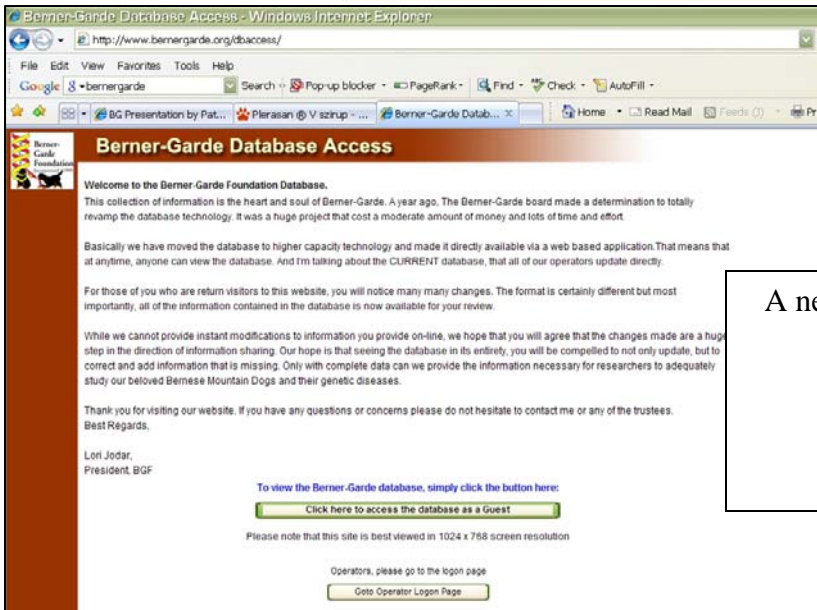 Berner-Garde Database Access - Windows Internet Explorer
http://www.bernergarde.org/dbaccess/
File Edit View Favorites Tools Help
Google bernergarde Search Pop-up blocker PageRank Find Check AutoFill
BG Presentation by Pat... Plerasan ® V szirup - ... Berner-Garde Datab... Home Read Mail Feeds (J) Pr
Berner-
Garde
Foundation
Berner-Garde Database Access
Welcome to the Berner-Garde Foundation Database.
This collection of information is the heart and soul of Berner-Garde. A year ago, The Berner-Garde board made a determination to totally
revamp the database technology. It was a huge project that cost a moderate amount of money and lots of time and effort.
Basically we have moved the database to higher capacity technology and made it directly available via a web based application.That means that
at anytime, anyone can view the database. And I'm talking about the CURRENT database, that all of our operators update directly.
For those of you who are return visitors to this website, you will notice many many changes. The format is certainly different but most
importantly, all of the information contained in the database is now available for your review.
While we cannot provide instant modifications to information you provide on-line, we hope that you will agree that the changes made are a huge
step in the direction of information sharing. Our hope is that seeing the database in its entirety, you will be compelled to not only update, but to
correct and add information that is missing. Only with complete data can we provide the information necessary for researchers to adequately
study our beloved Bernese Mountain Dogs and their genetic diseases.
Thank you for visiting our website. If you have any questions or concerns please do not hesitate to contact me or any of the trustees.
Best Regards,
Lori Jodar,
President, BGF
To view the Berner-Garde database, simply click the button here:
Click here to access the database as a Guest
Please note that this site is best viewed in 1024 x 768 screen resolution
Operators, please go to the logon page
Goto Operator Logon Page
A ne